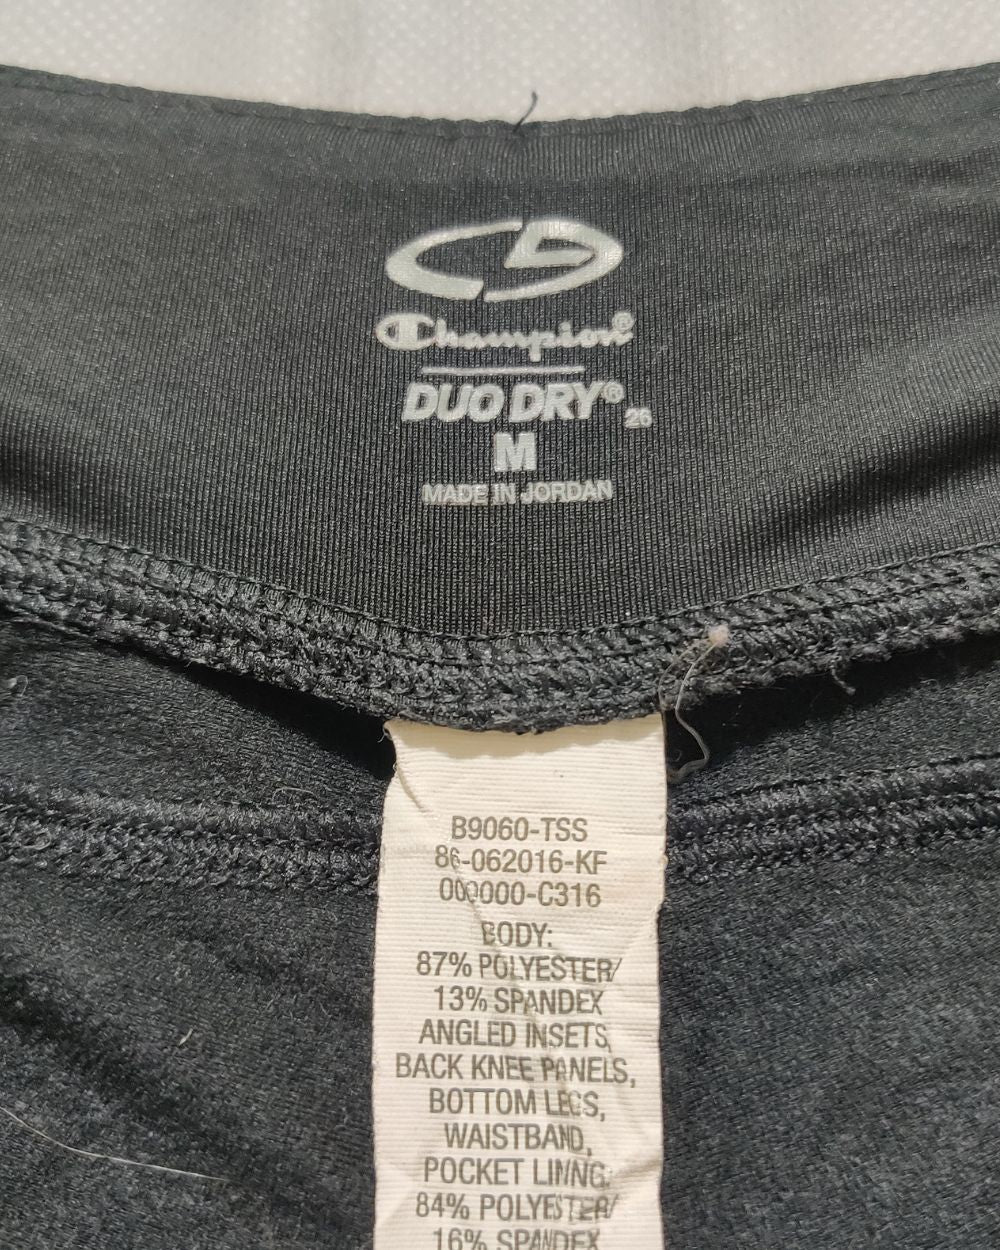 Champion®
DUO DRY® 26
M
MADE IN JORDAN
B9060-TSS
86-062016-KF
000000-C316
BODY:
87% POLYESTER/
13% SPANDEX
ANGLED INSETS,
BACK KNEE PANELS,
BOTTOM LEGS,
WAISTBAND,
POCKET LINNG:
84% POLYESTER/
16% SPANDEX